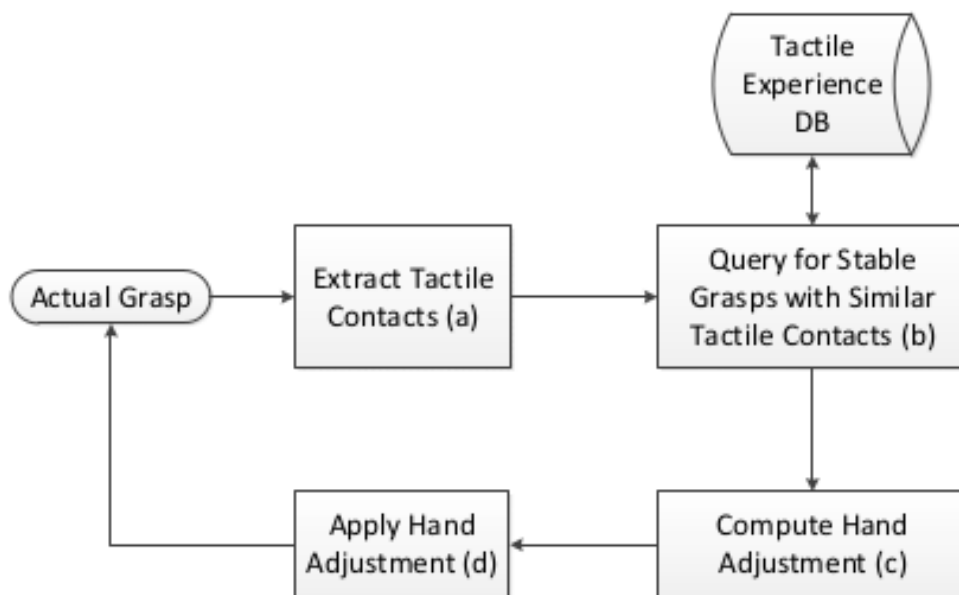 Tactile
Experience
DB
Actual Grasp
Extract Tactile
Contacts (a)
Query for Stable
Grasps with Similar
Tactile Contacts (b)
Apply Hand
Adjustment (d)
Compute Hand
Adjustment (c)